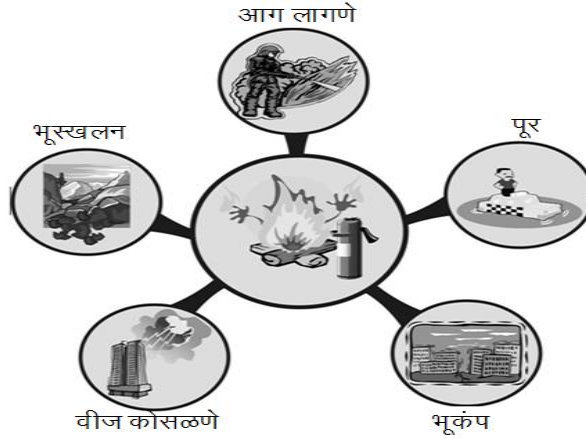 आग लागणे
भूस्खलन
पूर
वीज कोसळणे
भूकंप